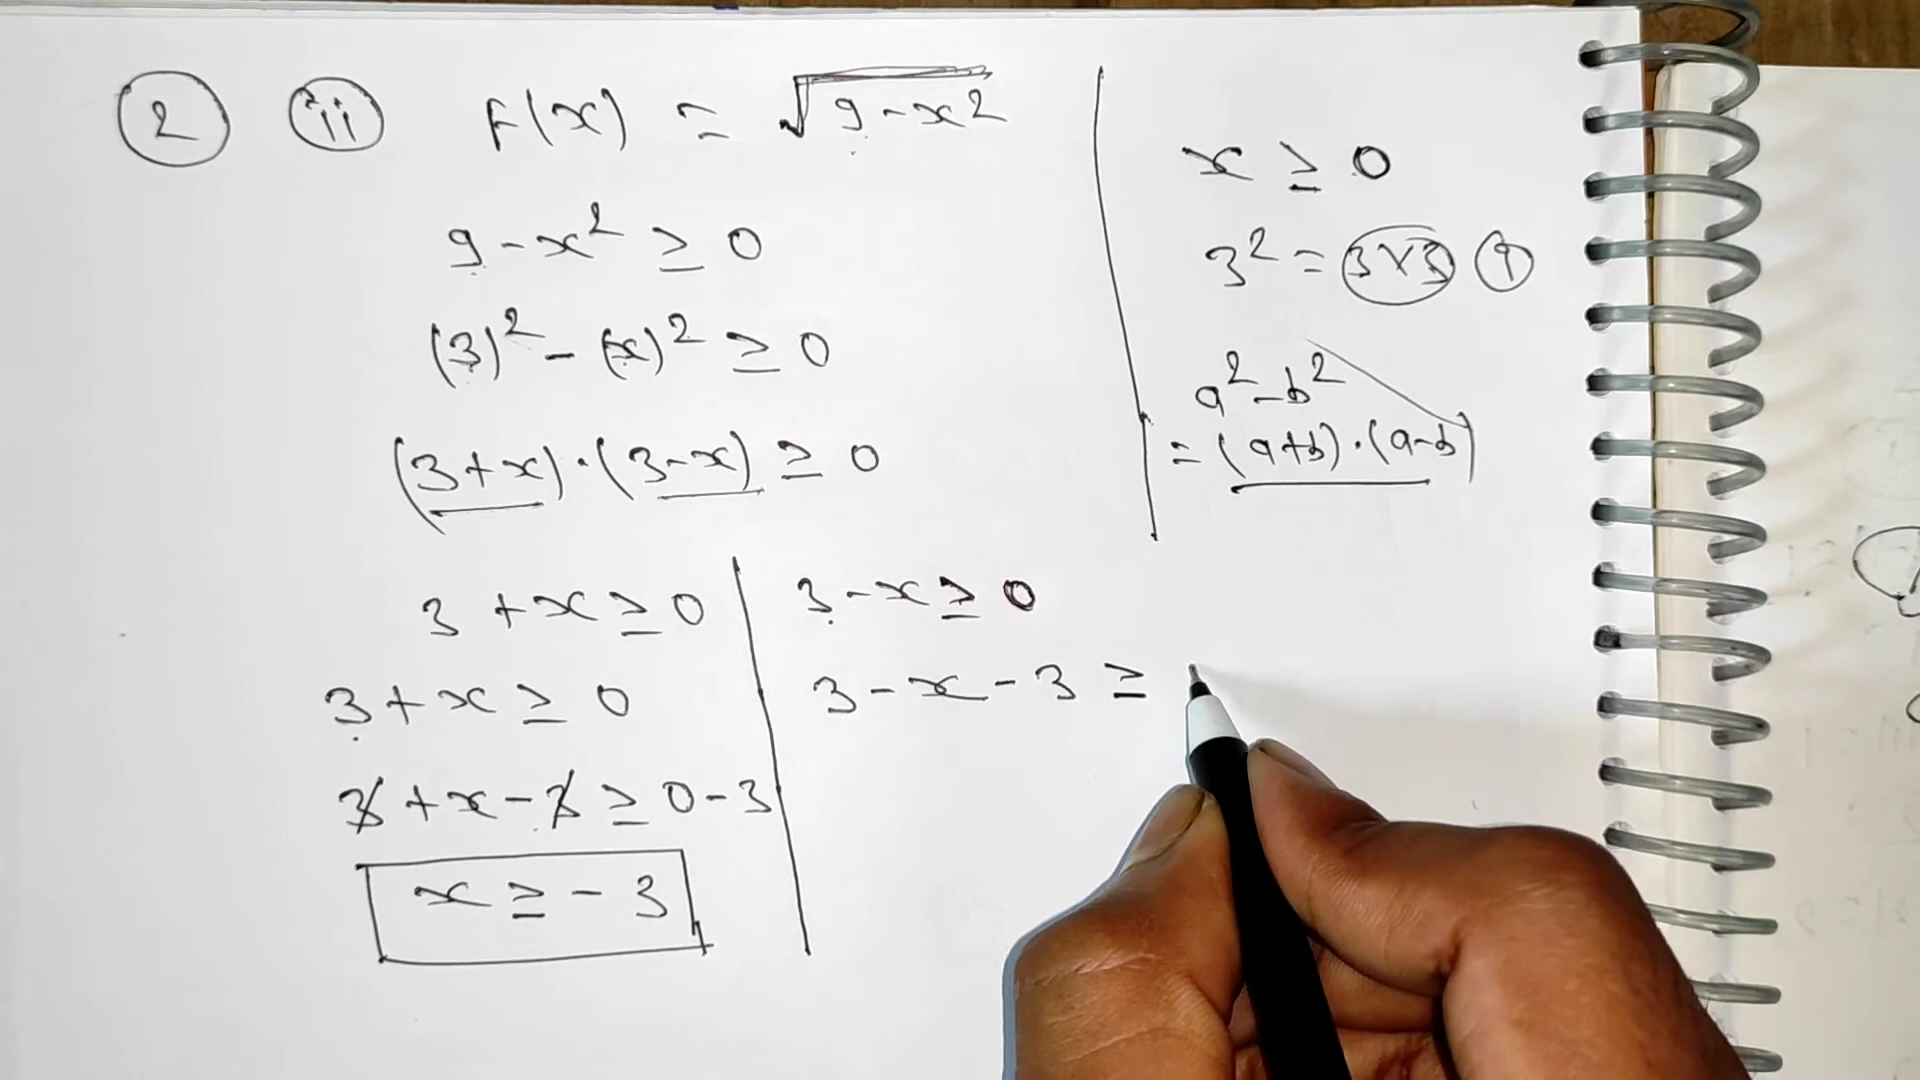 2 ii F(x) = √9-x2
9-x² ≥ 0
(3)² - (x)² ≥ 0
(3+x)·(3-x) ≥ 0
x ≥ 0
3² = 3×3 9
a²-b²
= (a+b)·(a-b)
3 +x ≥ 0
3+x ≥ 0
3+x-3 ≥ 0-3
x ≥ -3
3-x ≥ 0
3-x-3 ≥